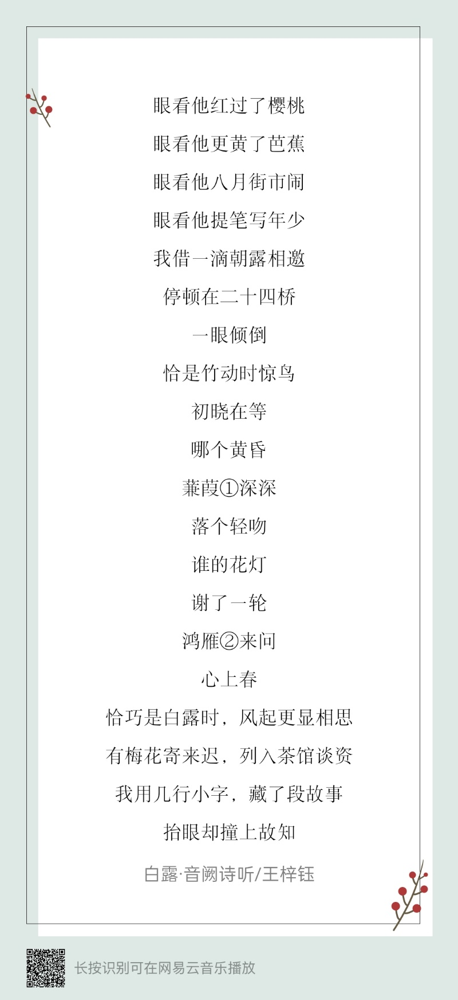 眼看他红过了樱桃
眼看他更黄了芭蕉
眼看他八月街市闹
眼看他提笔写年少
我借一滴朝露相邀
停顿在二十四桥
一眼倾倒
恰是竹动时惊鸟
初晓在等
哪个黄昏
蒹葭①深深
落个轻吻
谁的花灯
谢了一轮
鸿雁②来问
心上春
恰巧是白露时，风起更显相思
有梅花寄来迟，列入茶馆谈资
我用几行小字，藏了段故事
抬眼却撞上故知
白露·音阙诗听/王梓钰
长按识别可在网易云音乐播放